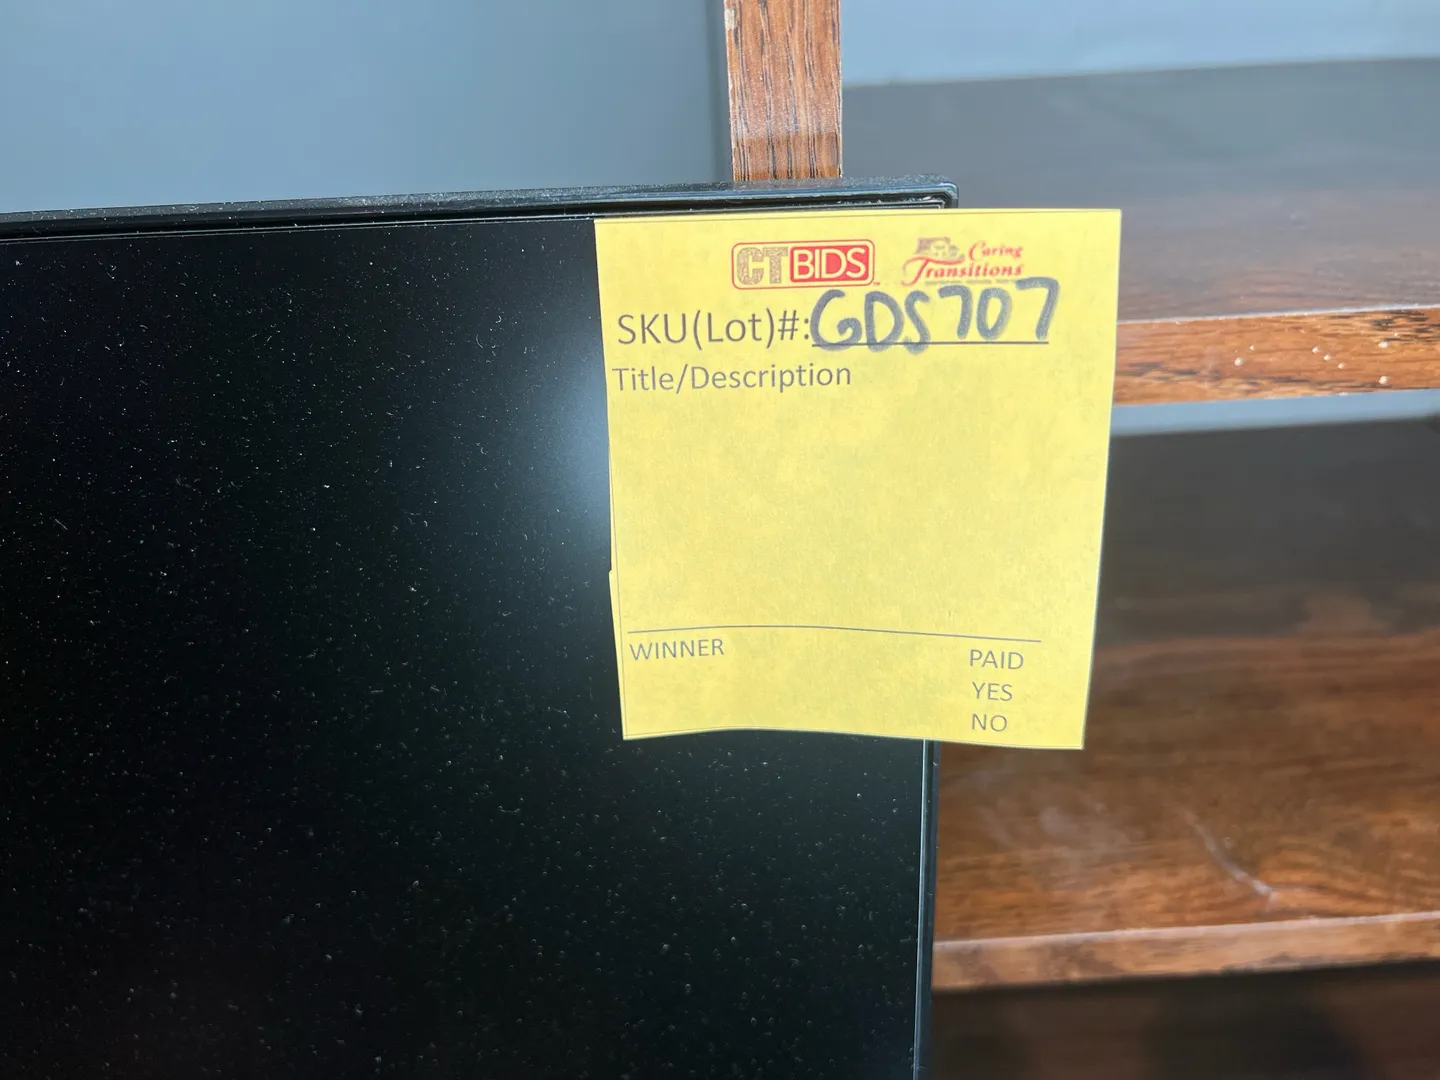 CTBIDS
Caring
Transitions
SKU(Lot)#:GDS707
Title/Description
WINNER
PAID
YES
NO